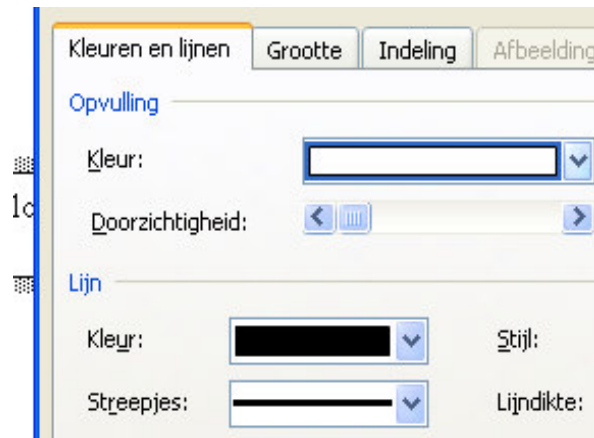 Kleuren en lijnen Grootte Indeling Afbeelding
Opvulling
Kleur:
Doorzichtigheid:
Lijn
Kleur: Stijl:
Streepjes: Lijndikte: